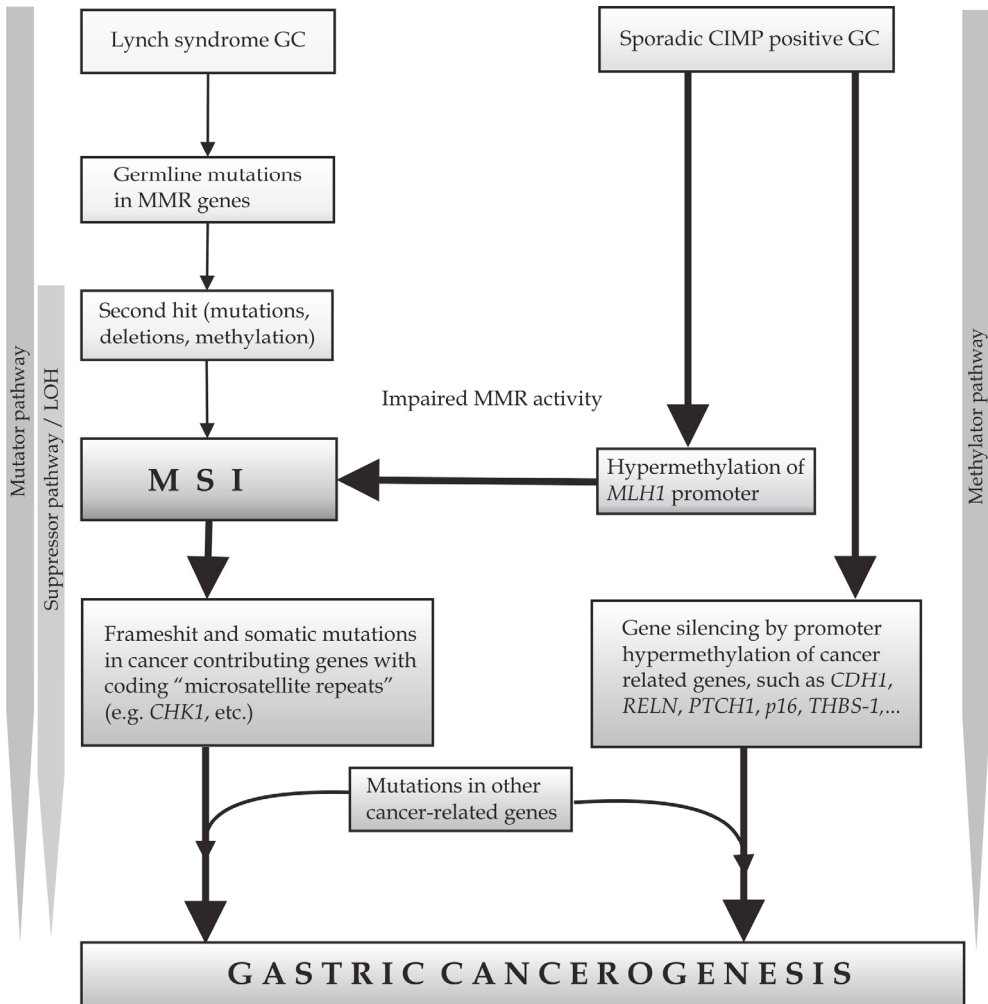 Lynch syndrome GC
Sporadic CIMP positive GC
Germline mutations
in MMR genes
Second hit (mutations,
deletions, methylation)
Mutator pathway
Suppressor pathway / LOH
Methylator pathway
Impaired MMR activity
M S I
Hypermethylation of
MLH1 promoter
Frameshit and somatic mutations
in cancer contributing genes with
coding “microsatellite repeats”
(e.g. CHK1, etc.)
Gene silencing by promoter
hypermethylation of cancer
related genes, such as CDH1,
RELN, PTCH1, p16, THBS-1,...
Mutations in other
cancer-related genes
GASTRIC CANCEROGENESIS